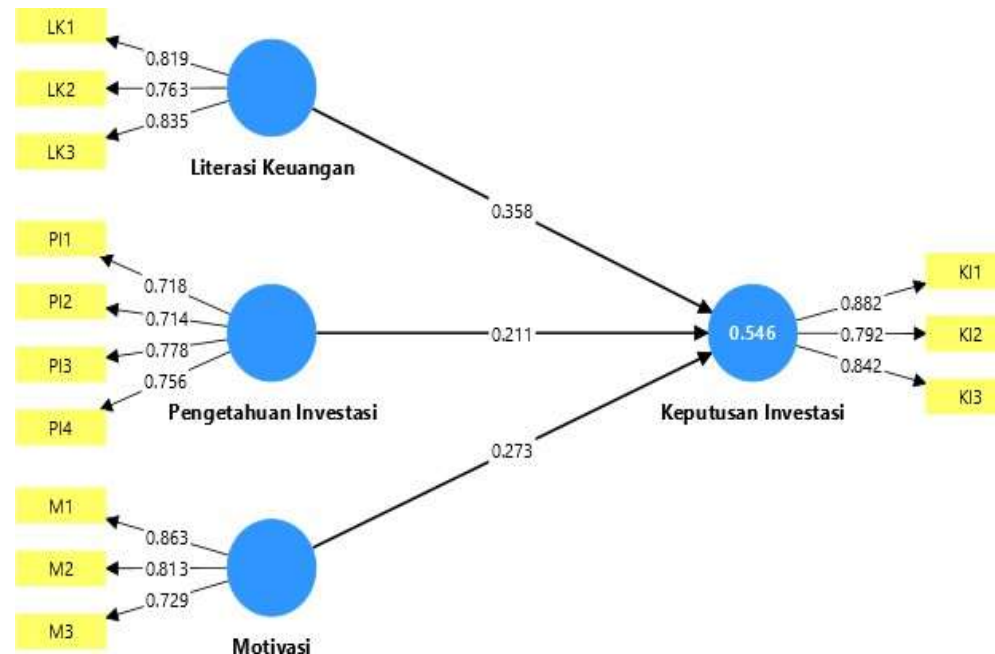 LK1
0.819
LK2
0.763
0.835
LK3
Literasi Keuangan
0.358
PI1
0.718
PI2
0.714
PI3
0.778
0.756
PI4
Pengetahuan Investasi
0.211
M1
0.863
M2
0.813
0.729
M3
Motivasi
0.273
0.546
Keputusan Investasi
KI1
0.882
KI2
0.792
0.842
KI3